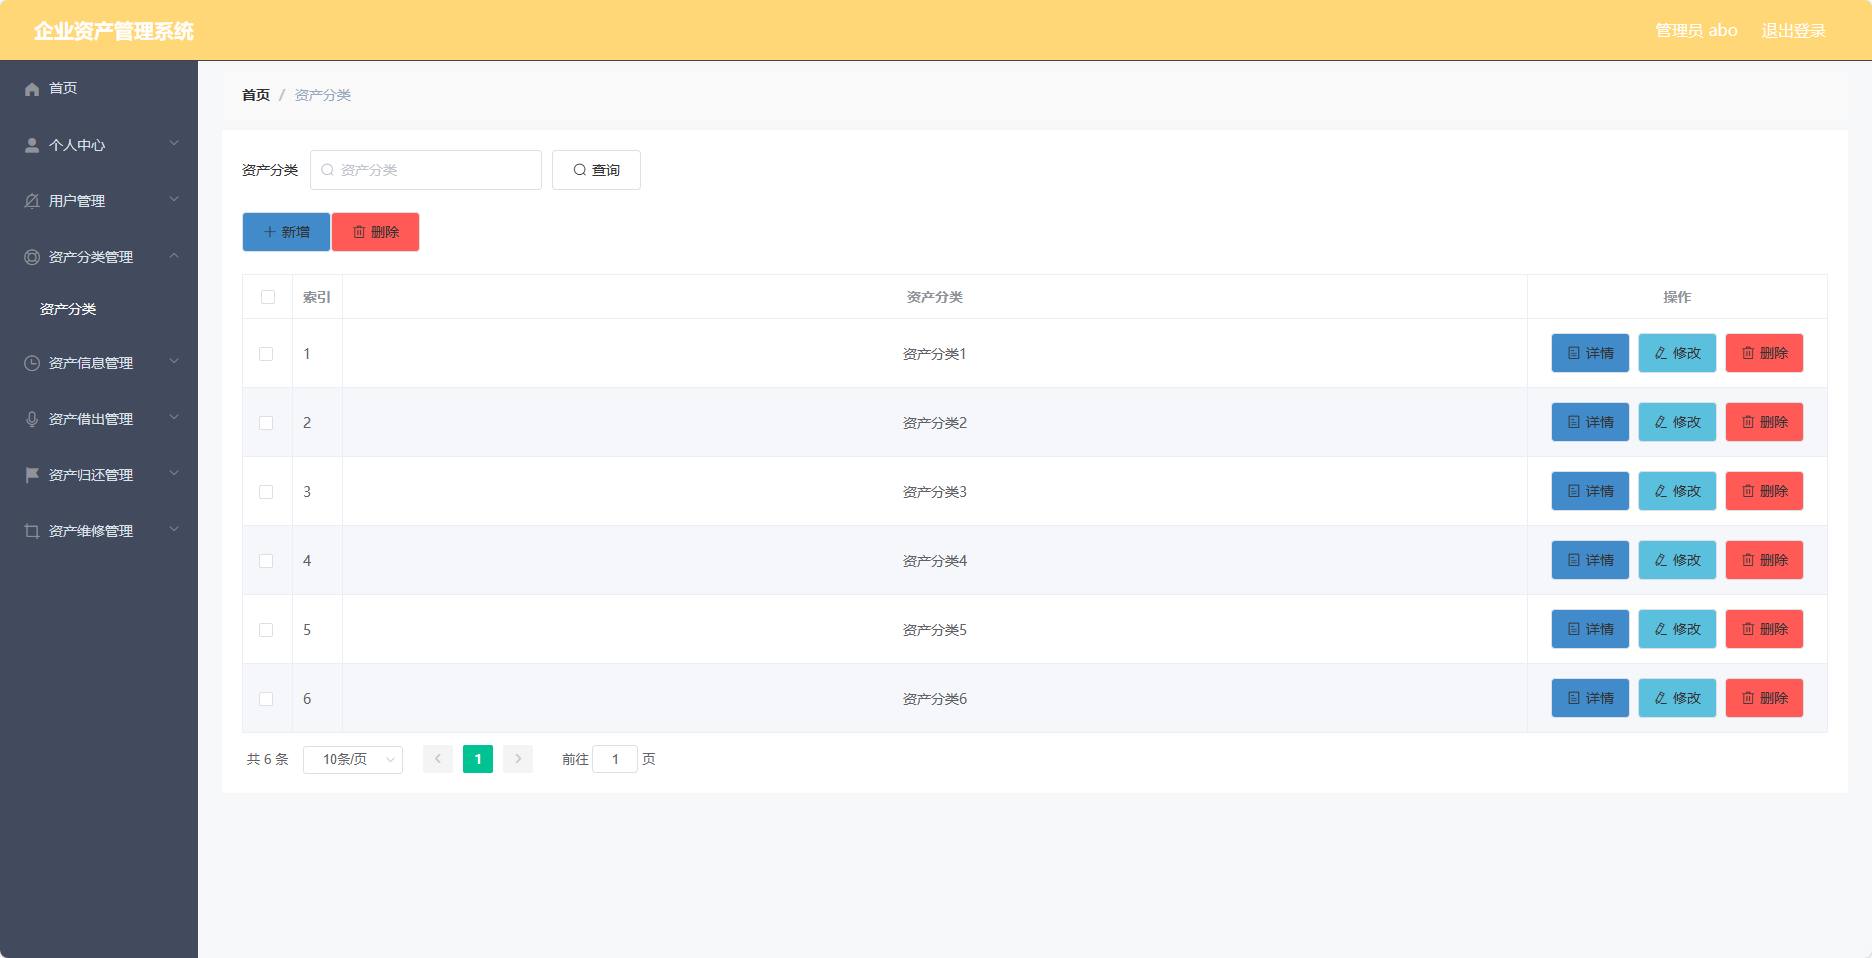 企业资产管理系统
管理员 abo 退出登录
首页
个人中心
用户管理
资产分类管理
资产分类
资产信息管理
资产借出管理
资产归还管理
资产维修管理
首页 / 资产分类
资产分类 资产分类 查询
新增 删除
索引 资产分类 操作
1 资产分类1 详情 修改 删除
2 资产分类2 详情 修改 删除
3 资产分类3 详情 修改 删除
4 资产分类4 详情 修改 删除
5 资产分类5 详情 修改 删除
6 资产分类6 详情 修改 删除
共 6 条 10条/页 1 前往 1 页